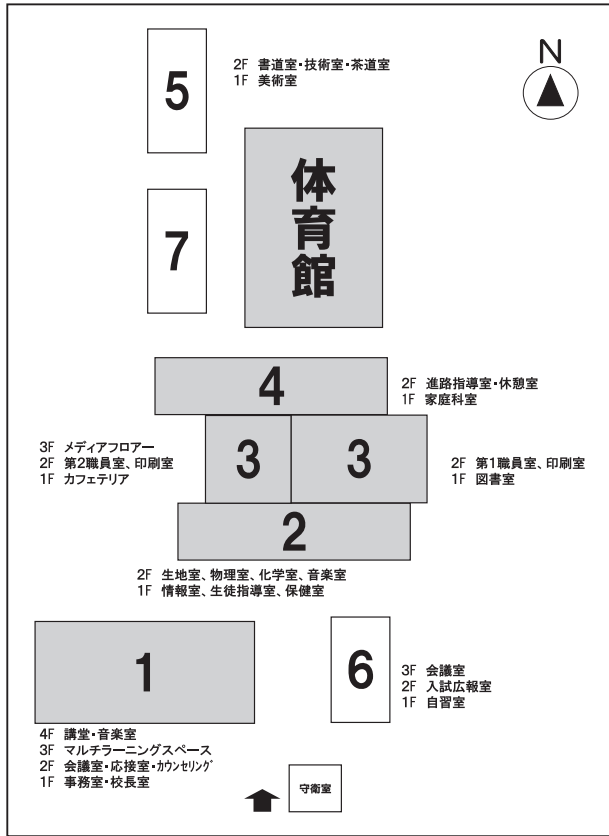 N
5
2F 書道室・技術室・茶道室
1F 美術室
体育館
7
4
2F 進路指導室・休憩室
1F 家庭科室
3F メディアフロアー
2F 第2職員室、印刷室
1F カフェテリア
3
3
2F 第1職員室、印刷室
1F 図書室
2
2F 生地室、物理室、化学室、音楽室
1F 情報室、生徒指導室、保健室
1
4F 講堂・音楽室
3F マルチラーニングスペース
2F 会議室・応接室・ｶｳﾝｾﾘﾝｸﾞ
1F 事務室・校長室
6
3F 会議室
2F 入試広報室
1F 自習室
守衛室